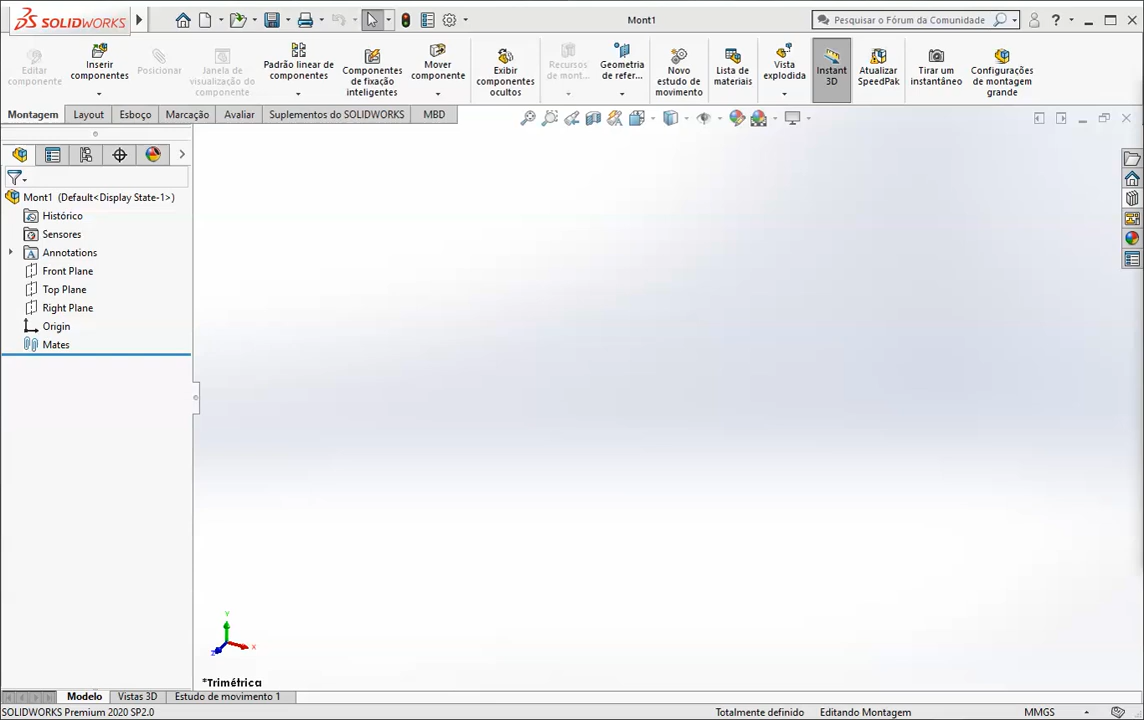 SOLIDWORKS
Mont1
Pesquisar o Fórum da Comunidade
?
Editar componente
Inserir componentes
Posicionar
Janela de visualização do componente
Padrão linear de componentes
Componentes de fixação inteligentes
Mover componente
Exibir componentes ocultos
Recursos de mont...
Geometria de refer...
Novo estudo de movimento
Lista de materiais
Vista explodida
Instant 3D
Atualizar SpeedPak
Tirar um instantâneo
Configurações de montagem grande
Montagem
Layout
Esboço
Marcação
Avaliar
Suplementos do SOLIDWORKS
MBD
Mont1 (Default<Display State-1>)
Histórico
Sensores
Annotations
Front Plane
Top Plane
Right Plane
Origin
Mates
Y
X
Z
*Trimétrica
Modelo
Vistas 3D
Estudo de movimento 1
SOLIDWORKS Premium 2020 SP2.0
Totalmente definido
Editando Montagem
MMGS